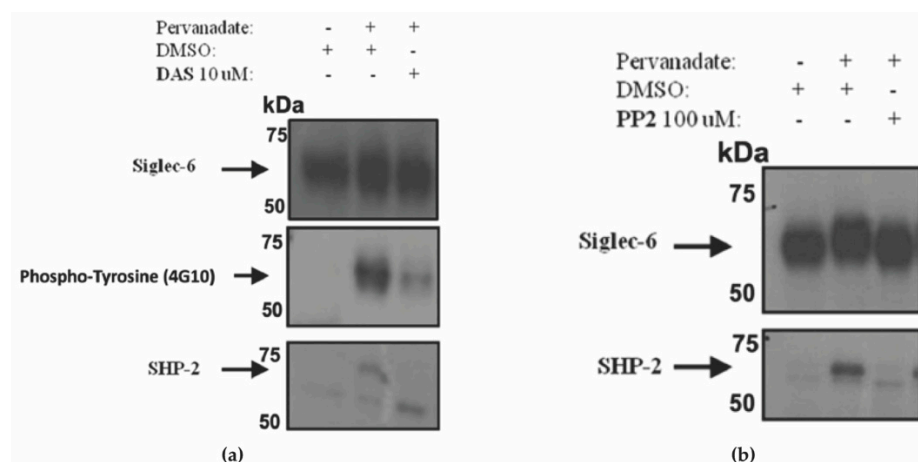 Pervanadate: - + +
DMSO: + + -
DAS 10 uM: - - +
kDa
75
Siglec-6
50
75
Phospho-Tyrosine (4G10)
50
75
SHP-2
50
(a)
Pervanadate: - + +
DMSO: + + -
PP2 100 uM: - - +
kDa
75
Siglec-6
50
75
SHP-2
50
(b)